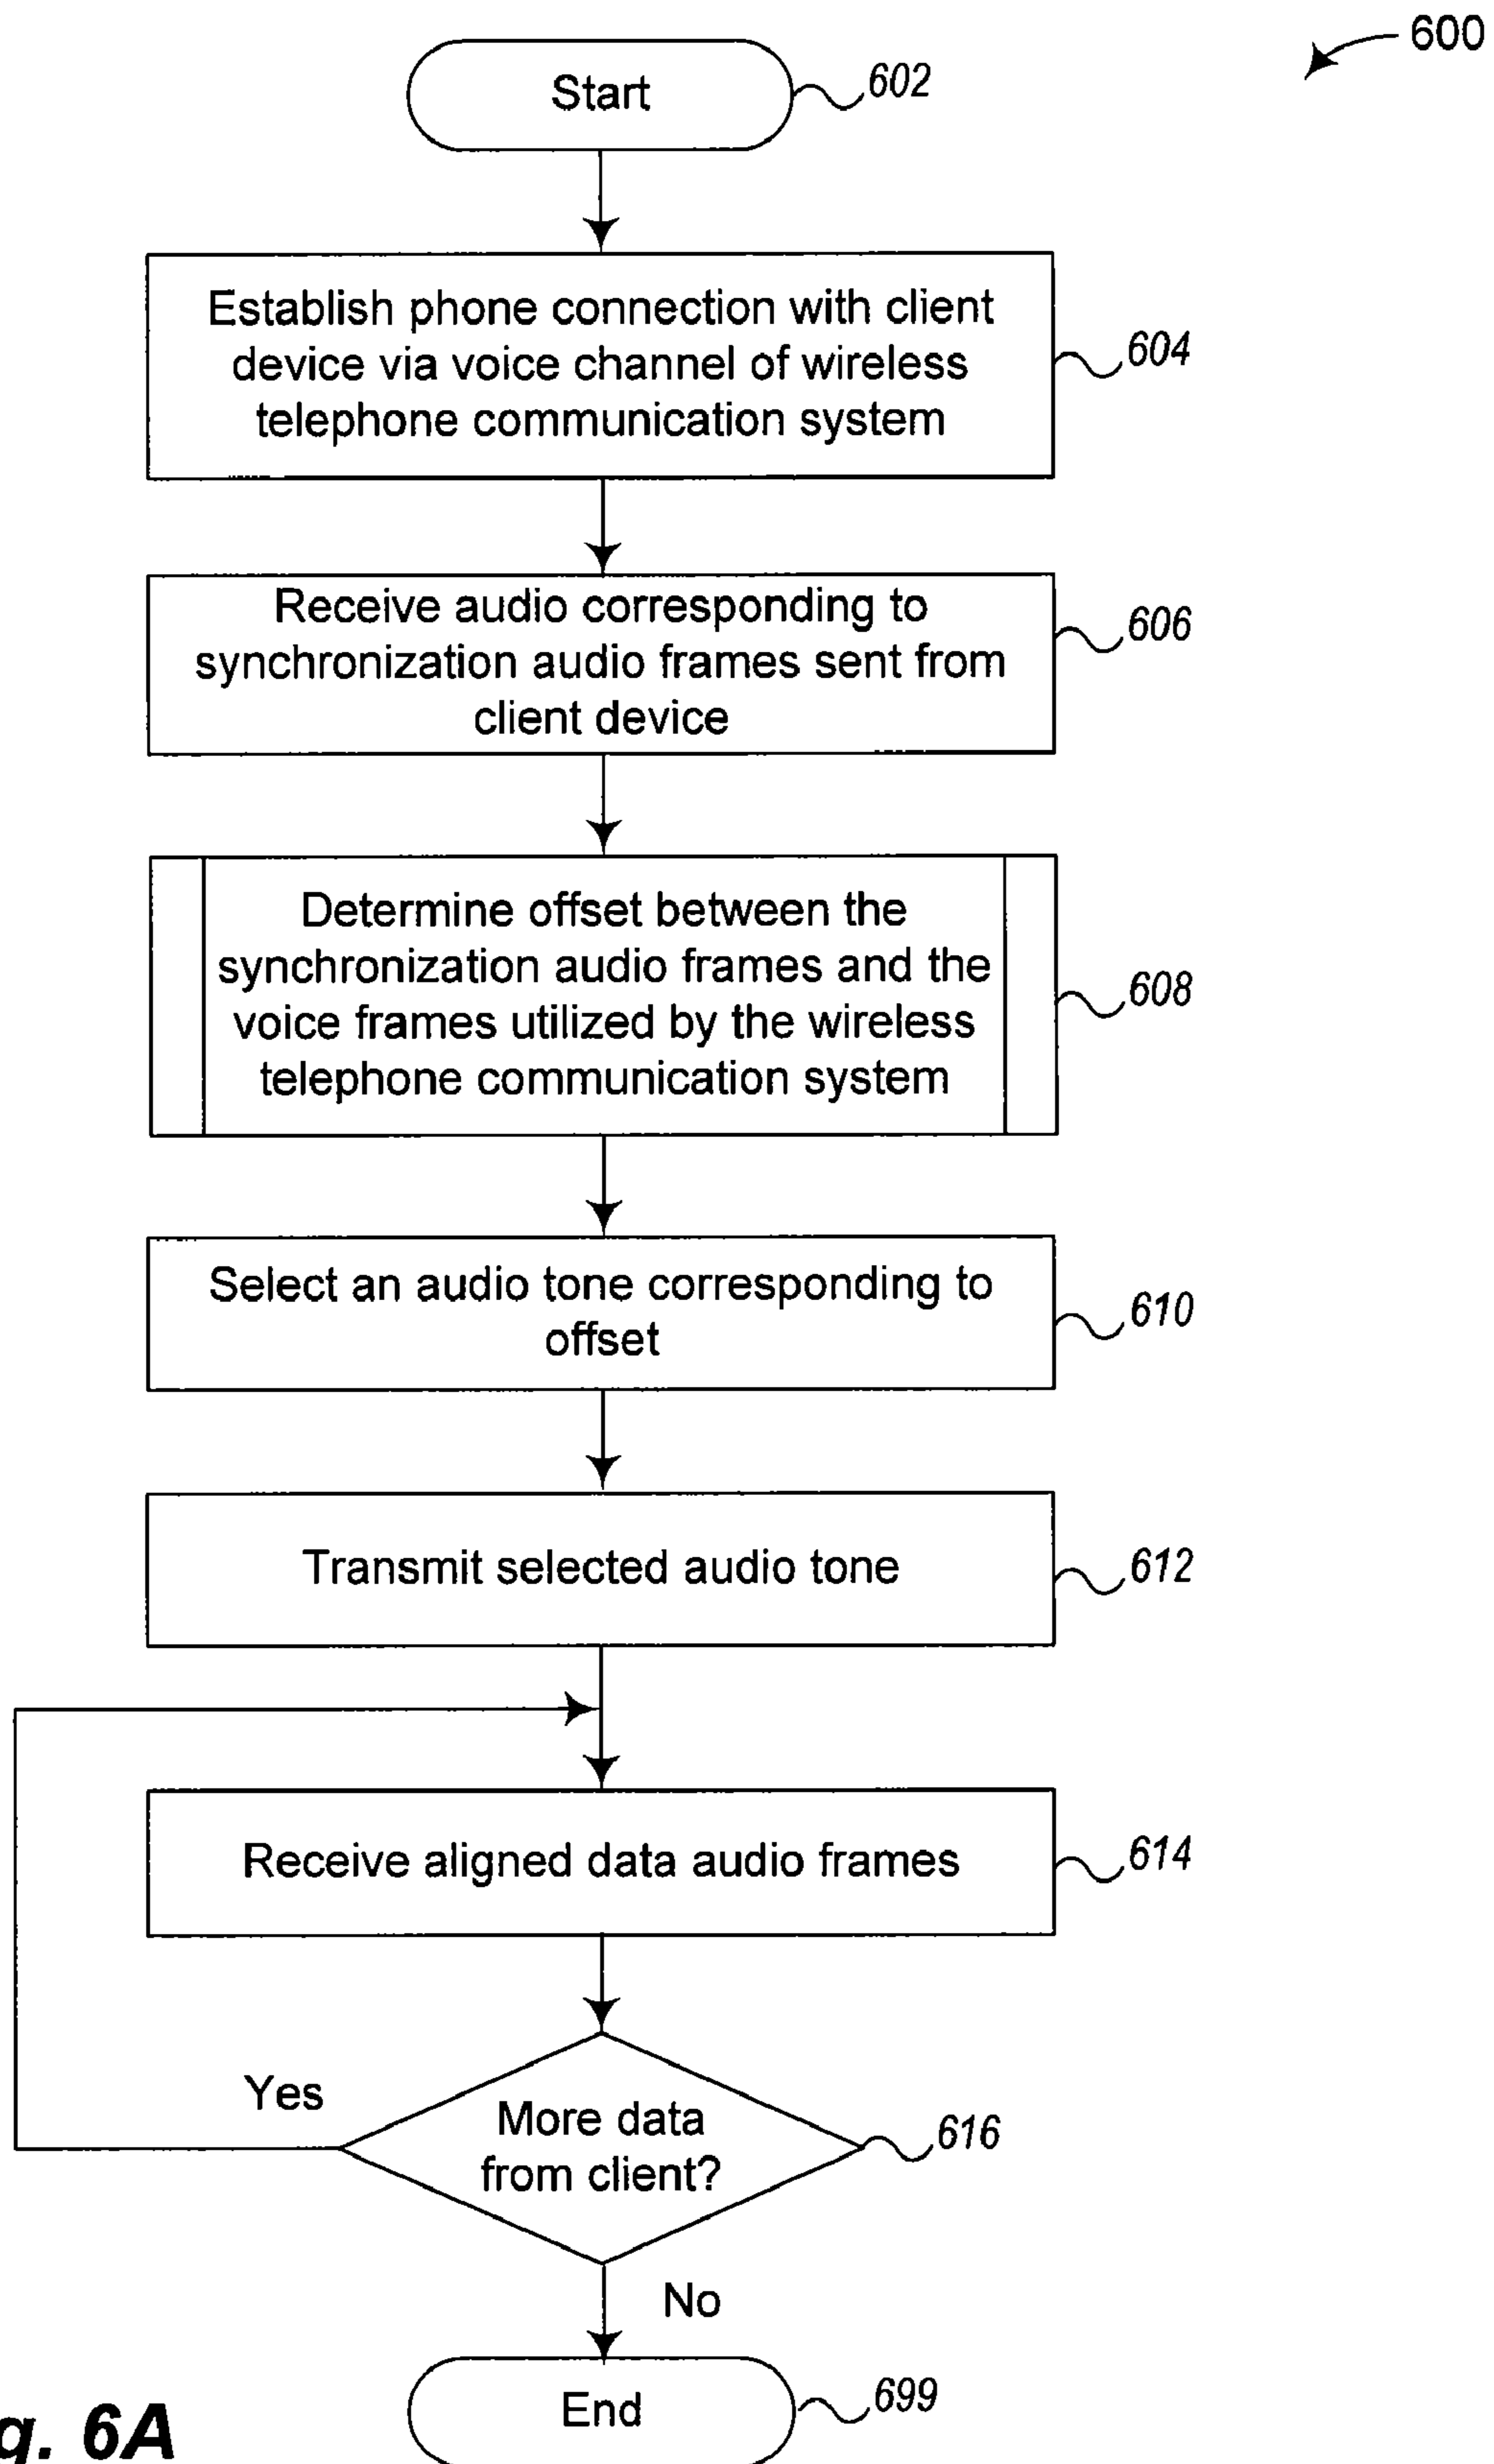 600
Start
602
Establish phone connection with client
device via voice channel of wireless
telephone communication system
604
Receive audio corresponding to
synchronization audio frames sent from
client device
606
Determine offset between the
synchronization audio frames and the
voice frames utilized by the wireless
telephone communication system
608
Select an audio tone corresponding to
offset
610
Transmit selected audio tone
612
Receive aligned data audio frames
614
Yes
More data
from client?
616
No
End
699
6A